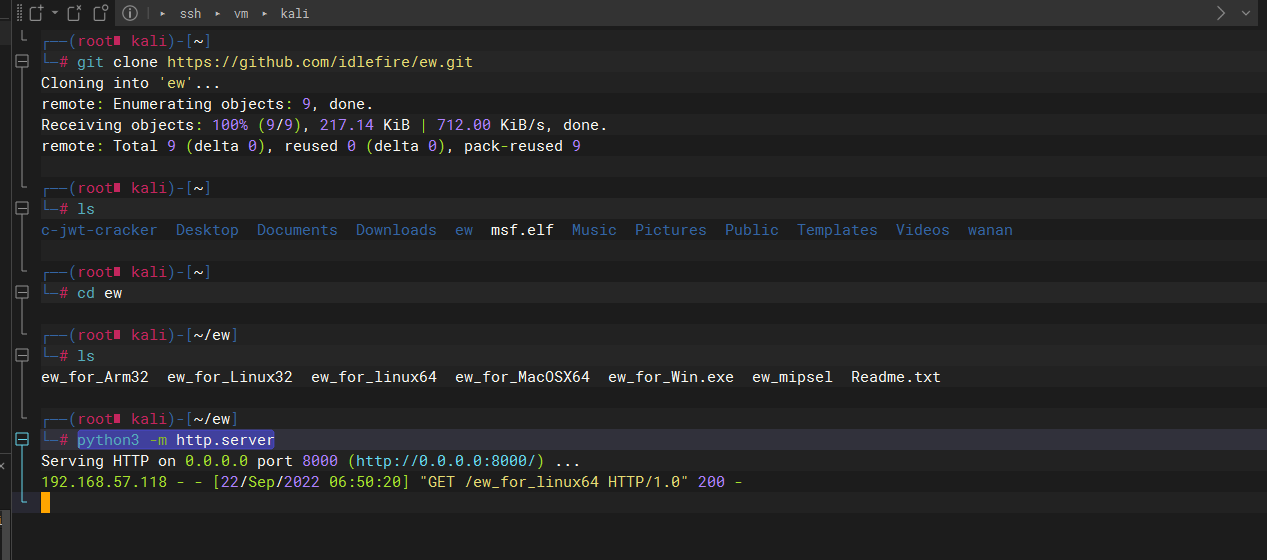 ssh ▸ vm ▸ kali
┌──(root kali)-[~]
└─# git clone https://github.com/idlefire/ew.git
Cloning into 'ew'...
remote: Enumerating objects: 9, done.
Receiving objects: 100% (9/9), 217.14 KiB | 712.00 KiB/s, done.
remote: Total 9 (delta 0), reused 0 (delta 0), pack-reused 9
┌──(root kali)-[~]
└─# ls
c-jwt-cracker  Desktop  Documents  Downloads  ew  msf.elf  Music  Pictures  Public  Templates  Videos  wanan
┌──(root kali)-[~]
└─# cd ew
┌──(root kali)-[~/ew]
└─# ls
ew_for_Arm32  ew_for_Linux32  ew_for_linux64  ew_for_MacOSX64  ew_for_Win.exe  ew_mipsel  Readme.txt
┌──(root kali)-[~/ew]
└─# python3 -m http.server
Serving HTTP on 0.0.0.0 port 8000 (http://0.0.0.0:8000/) ...
192.168.57.118 - - [22/Sep/2022 06:50:20] "GET /ew_for_linux64 HTTP/1.0" 200 -